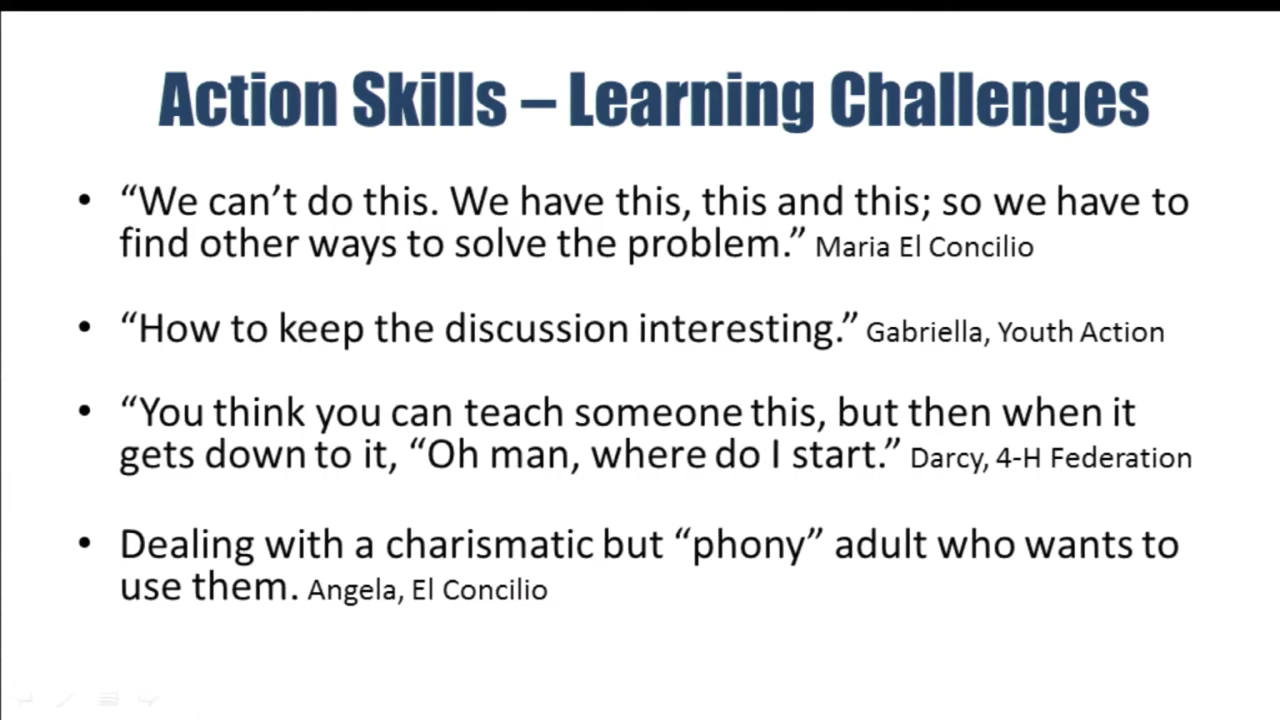 Action Skills – Learning Challenges
• “We can’t do this. We have this, this and this; so we have to
find other ways to solve the problem.” Maria El Concilio
• “How to keep the discussion interesting.” Gabriella, Youth Action
• “You think you can teach someone this, but then when it
gets down to it, “Oh man, where do I start.” Darcy, 4-H Federation
• Dealing with a charismatic but “phony” adult who wants to
use them. Angela, El Concilio